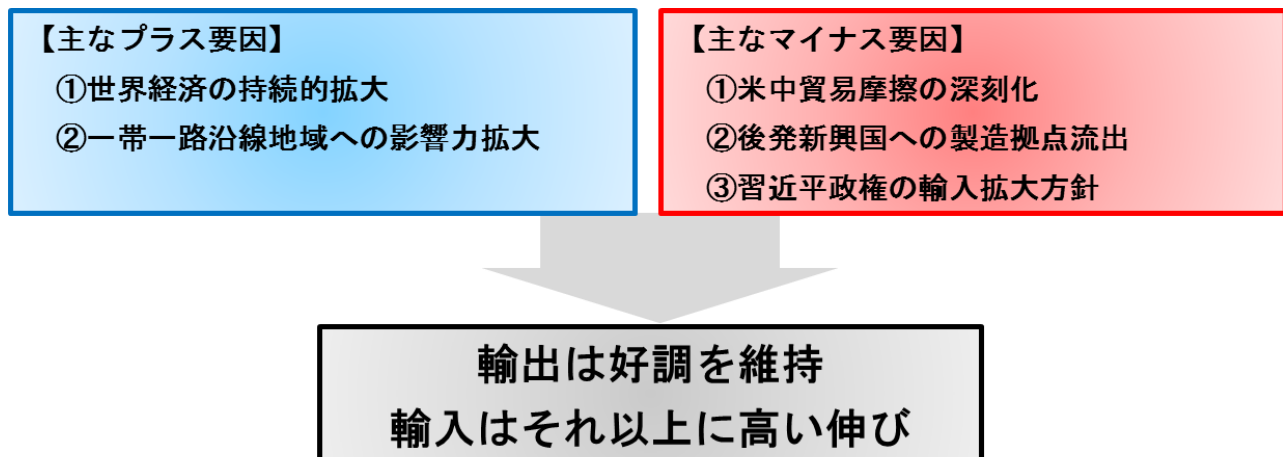 【主なプラス要因】
①世界経済の持続的拡大
②一帯一路沿線地域への影響力拡大
【主なマイナス要因】
①米中貿易摩擦の深刻化
②後発新興国への製造拠点流出
③習近平政権の輸入拡大方針
輸出は好調を維持
輸入はそれ以上に高い伸び